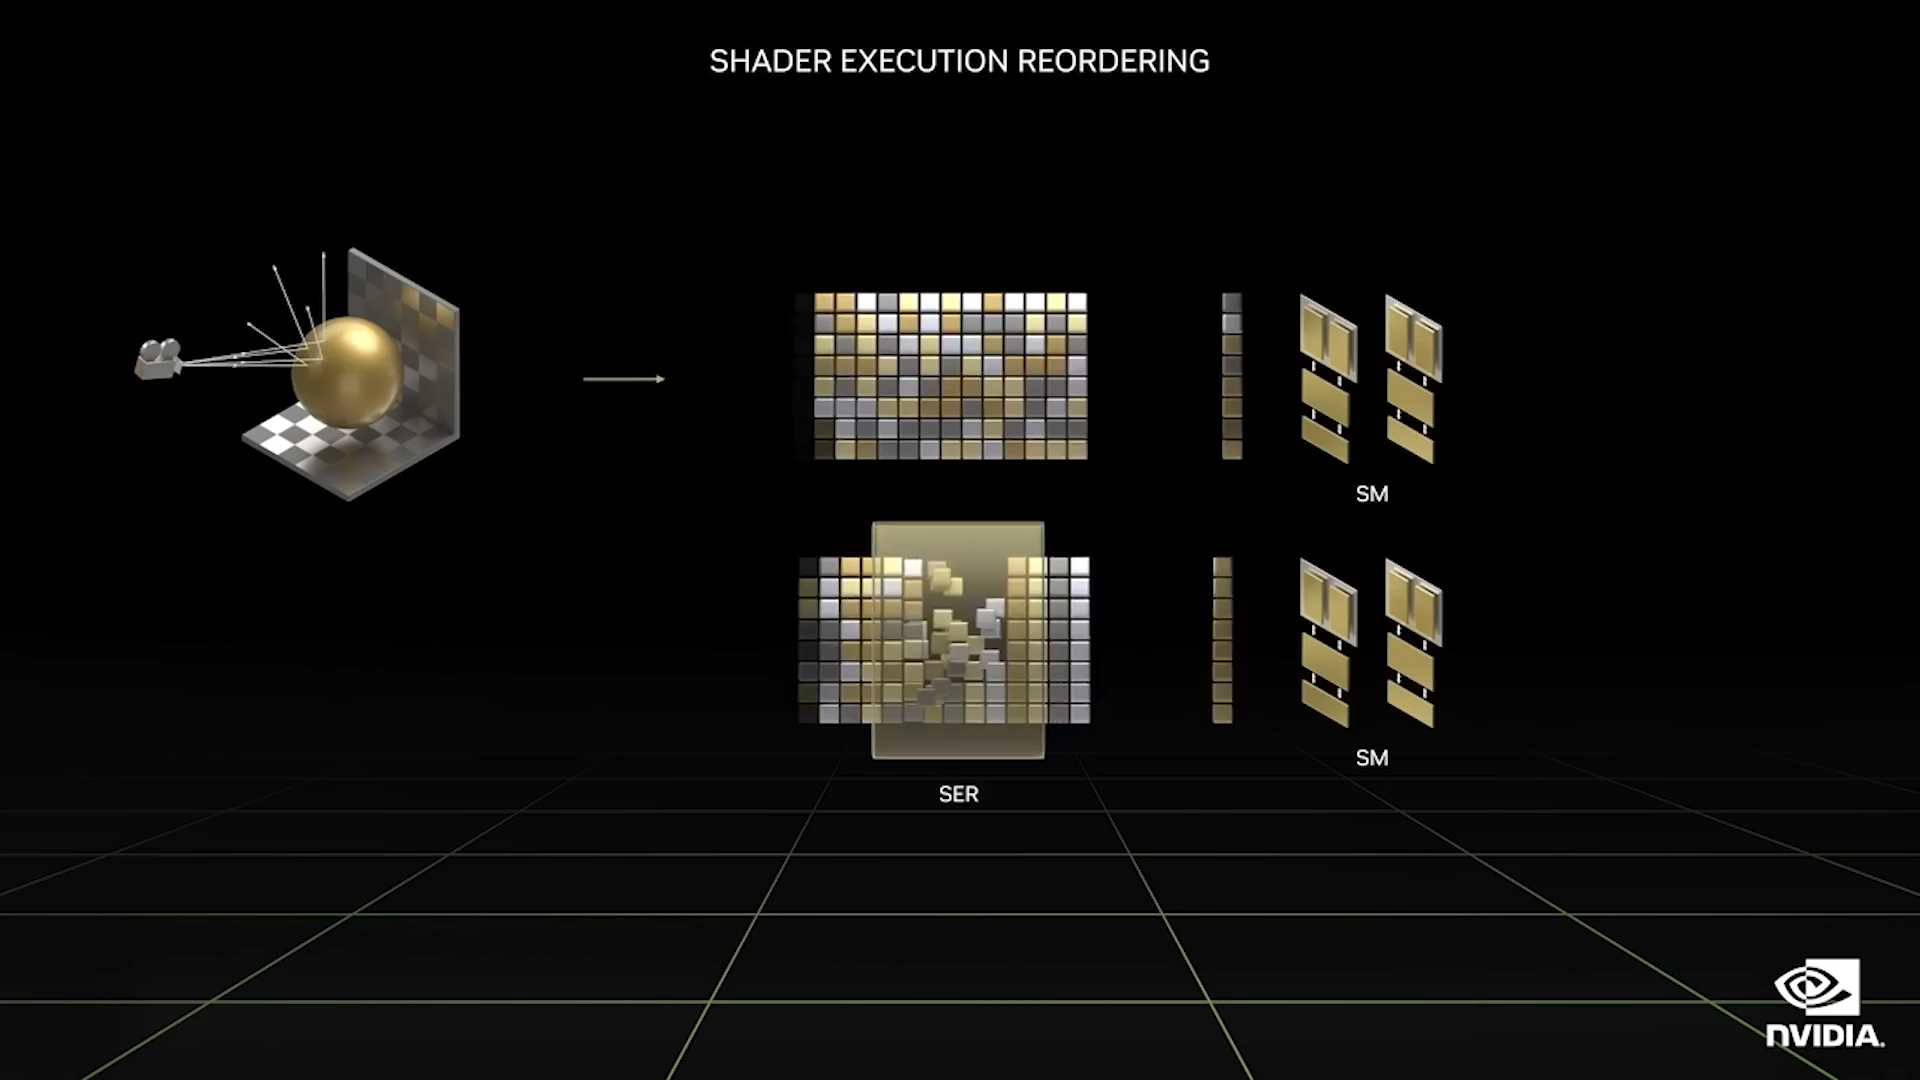 SHADER EXECUTION REORDERING
SM
SM
SER
NVIDIA.